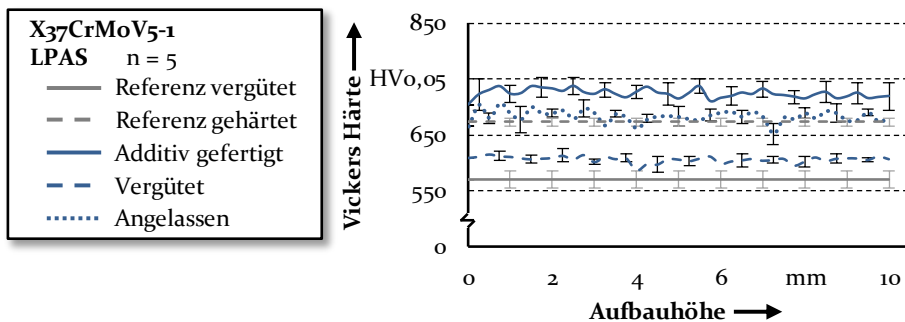 X37CrMoV5-1
LPAS n = 5
Referenz vergütet
Referenz gehärtet
Additiv gefertigt
Vergütet
Angelassen
Vickers Härte
850
HV0,05
650
550
0
0 2 4 6 mm 10
Aufbauhöhe